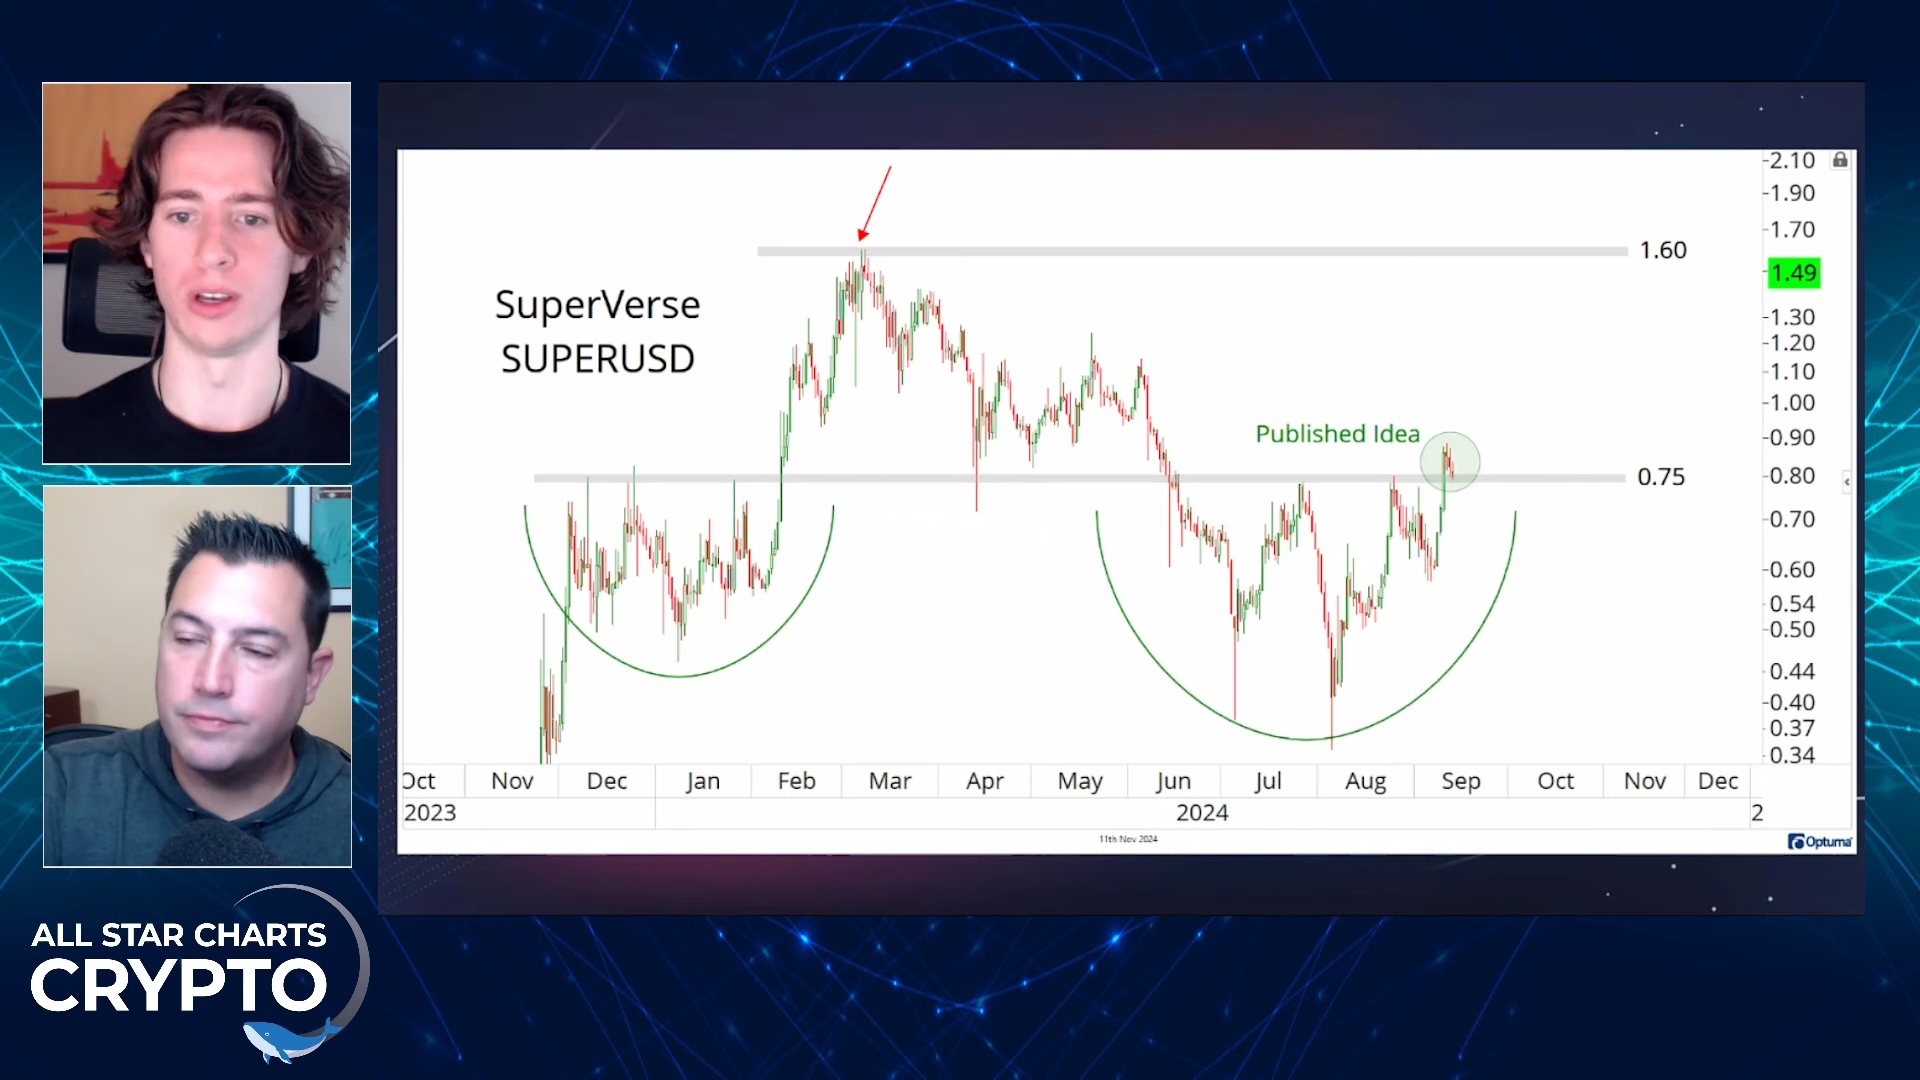 SuperVerse
SUPERUSD
1.60
0.75
Published Idea
2.10
1.90
1.70
1.49
1.30
1.20
1.10
1.00
0.90
0.80
0.70
0.60
0.54
0.50
0.44
0.40
0.37
0.34
Oct Nov Dec Jan Feb Mar Apr May Jun Jul Aug Sep Oct Nov Dec
2023 2024 2
11th Nov 2024
Optuma
ALL STAR CHARTS
CRYPTO